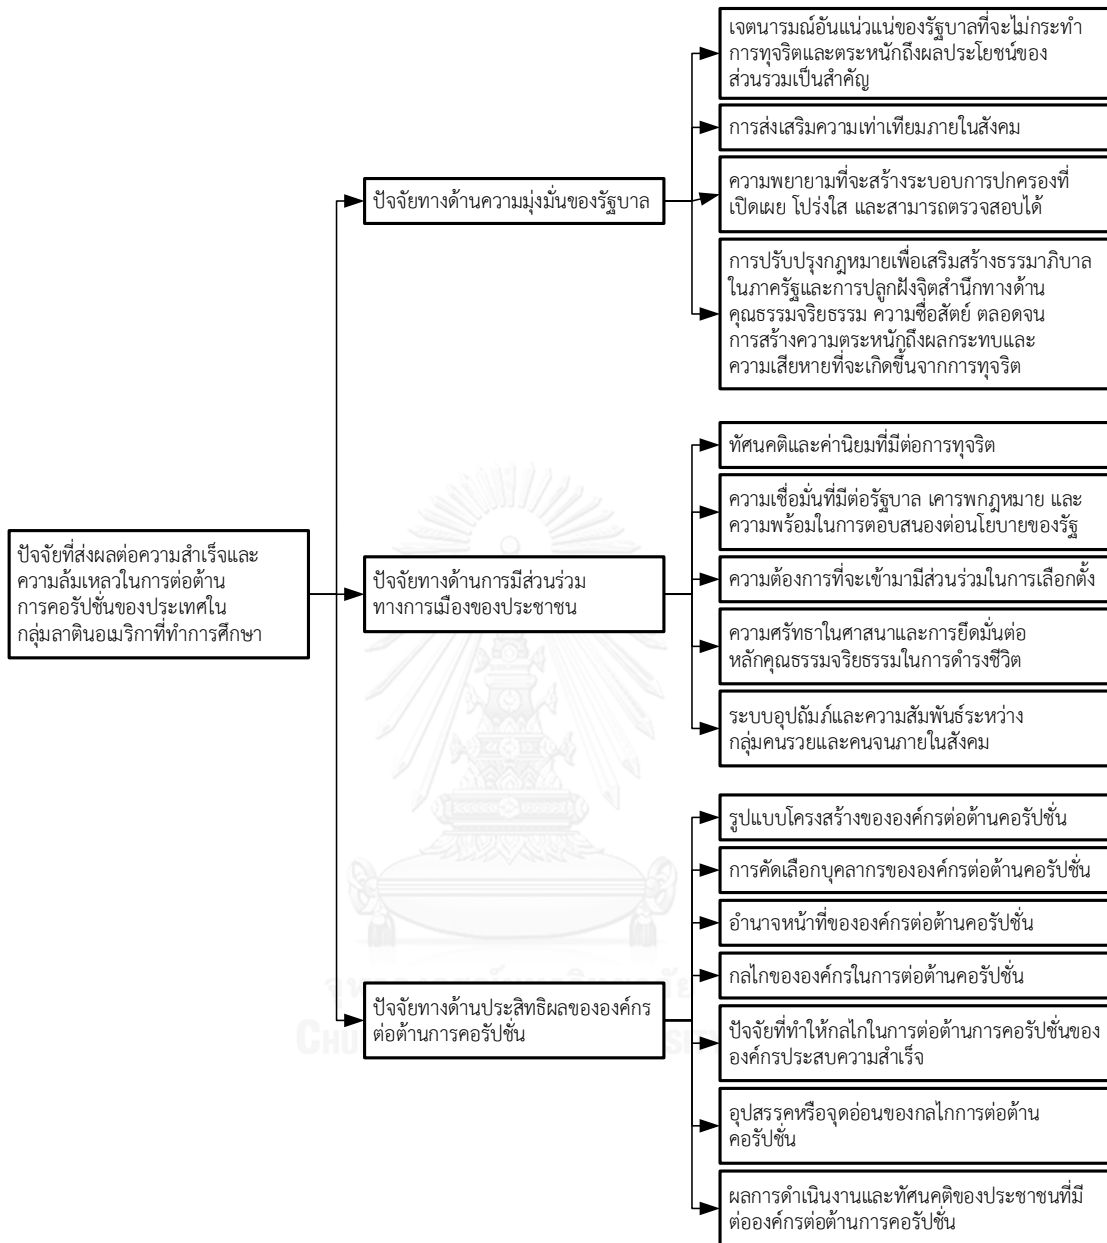 ปัจจัยที่ส่งผลต่อความสำเร็จและ
ความล้มเหลวในการต่อต้าน
การคอรัปชั่นของประเทศใน
กลุ่มลาตินอเมริกาที่ทำการศึกษา
ปัจจัยทางด้านความมุ่งมั่นของรัฐบาล
เจตนารมณ์อันแน่วแน่ของรัฐบาลที่จะไม่กระทำ
การทุจริตและตระหนักถึงผลประโยชน์ของ
ส่วนรวมเป็นสำคัญ
การส่งเสริมความเท่าเทียมภายในสังคม
ความพยายามที่จะสร้างระบอบการปกครองที่
เปิดเผย โปร่งใส และสามารถตรวจสอบได้
การปรับปรุงกฎหมายเพื่อเสริมสร้างธรรมาภิบาล
ในภาครัฐและการปลูกฝังจิตสำนึกทางด้าน
คุณธรรมจริยธรรม ความซื่อสัตย์ ตลอดจน
การสร้างความตระหนักถึงผลกระทบและ
ความเสียหายที่จะเกิดขึ้นจากการทุจริต
ปัจจัยทางด้านการมีส่วนร่วม
ทางการเมืองของประชาชน
ทัศนคติและค่านิยมที่มีต่อการทุจริต
ความเชื่อมั่นที่มีต่อรัฐบาล เคารพกฎหมาย และ
ความพร้อมในการตอบสนองต่อนโยบายของรัฐ
ความต้องการที่จะเข้ามามีส่วนร่วมในการเลือกตั้ง
ความศรัทธาในศาสนาและการยึดมั่นต่อ
หลักคุณธรรมจริยธรรมในการดำรงชีวิต
ระบบอุปถัมภ์และความสัมพันธ์ระหว่าง
กลุ่มคนรวยและคนจนภายในสังคม
ปัจจัยทางด้านประสิทธิผลขององค์กร
ต่อต้านการคอรัปชั่น
รูปแบบโครงสร้างขององค์กรต่อต้านคอรัปชั่น
การคัดเลือกบุคลากรขององค์กรต่อต้านคอรัปชั่น
อำนาจหน้าที่ขององค์กรต่อต้านคอรัปชั่น
กลไกขององค์กรในการต่อต้านคอรัปชั่น
ปัจจัยที่ทำให้กลไกในการต่อต้านการคอรัปชั่นของ
องค์กรประสบความสำเร็จ
อุปสรรคหรือจุดอ่อนของกลไกการต่อต้าน
คอรัปชั่น
ผลการดำเนินงานและทัศนคติของประชาชนที่มี
ต่อองค์กรต่อต้านการคอรัปชั่น